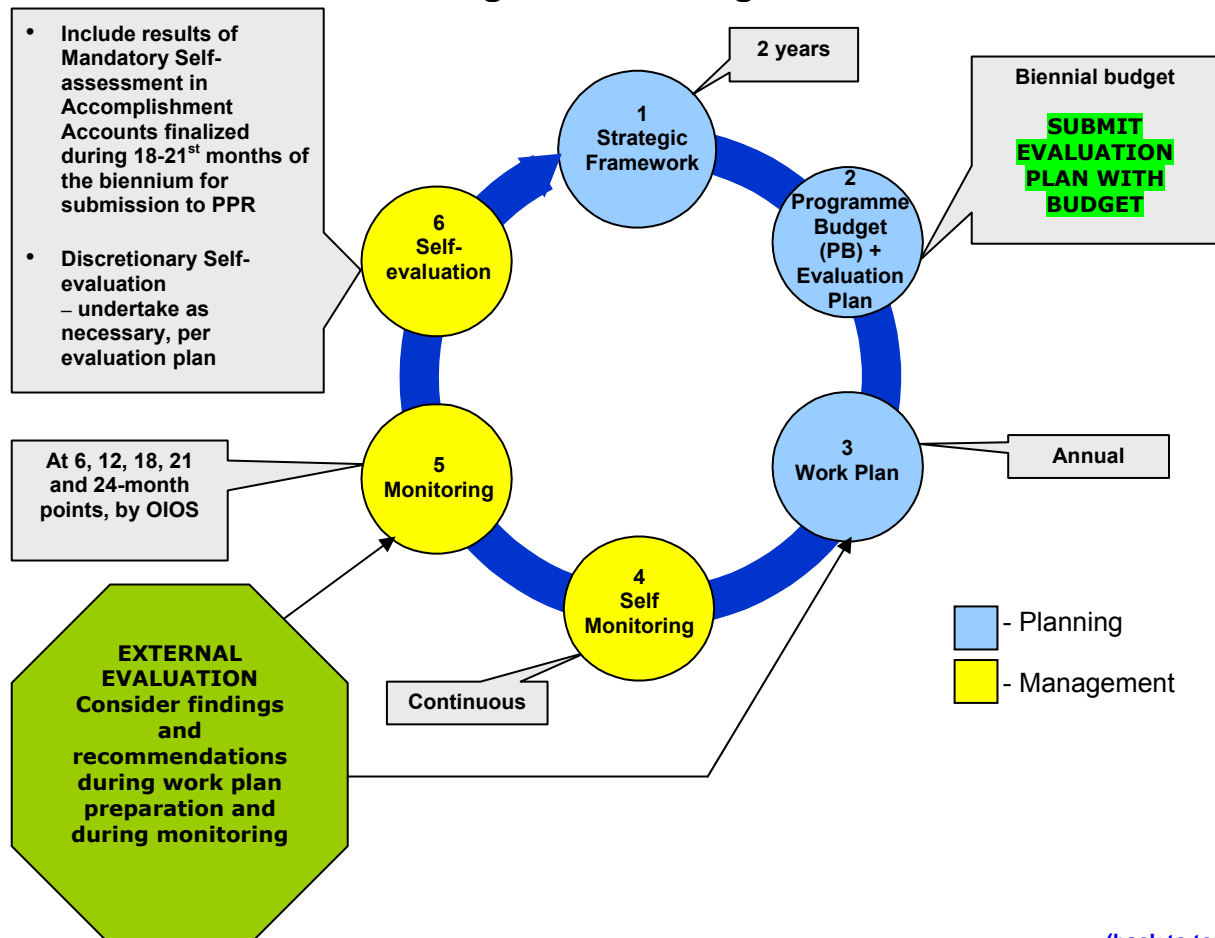 • Include results of
Mandatory Self-
assessment in
Accomplishment
Accounts finalized
during 18-21st months of
the biennium for
submission to PPR
• Discretionary Self-
evaluation
– undertake as
necessary, per
evaluation plan
2 years
Biennial budget
SUBMIT
EVALUATION
PLAN WITH
BUDGET
1
Strategic
Framework
2
Programme
Budget
(PB) +
Evaluation
Plan
6
Self-
evaluation
3
Work Plan
Annual
At 6, 12, 18, 21
and 24-month
points, by OIOS
5
Monitoring
4
Self
Monitoring
Continuous
EXTERNAL
EVALUATION
Consider findings
and
recommendations
during work plan
preparation and
during monitoring
- Planning
- Management